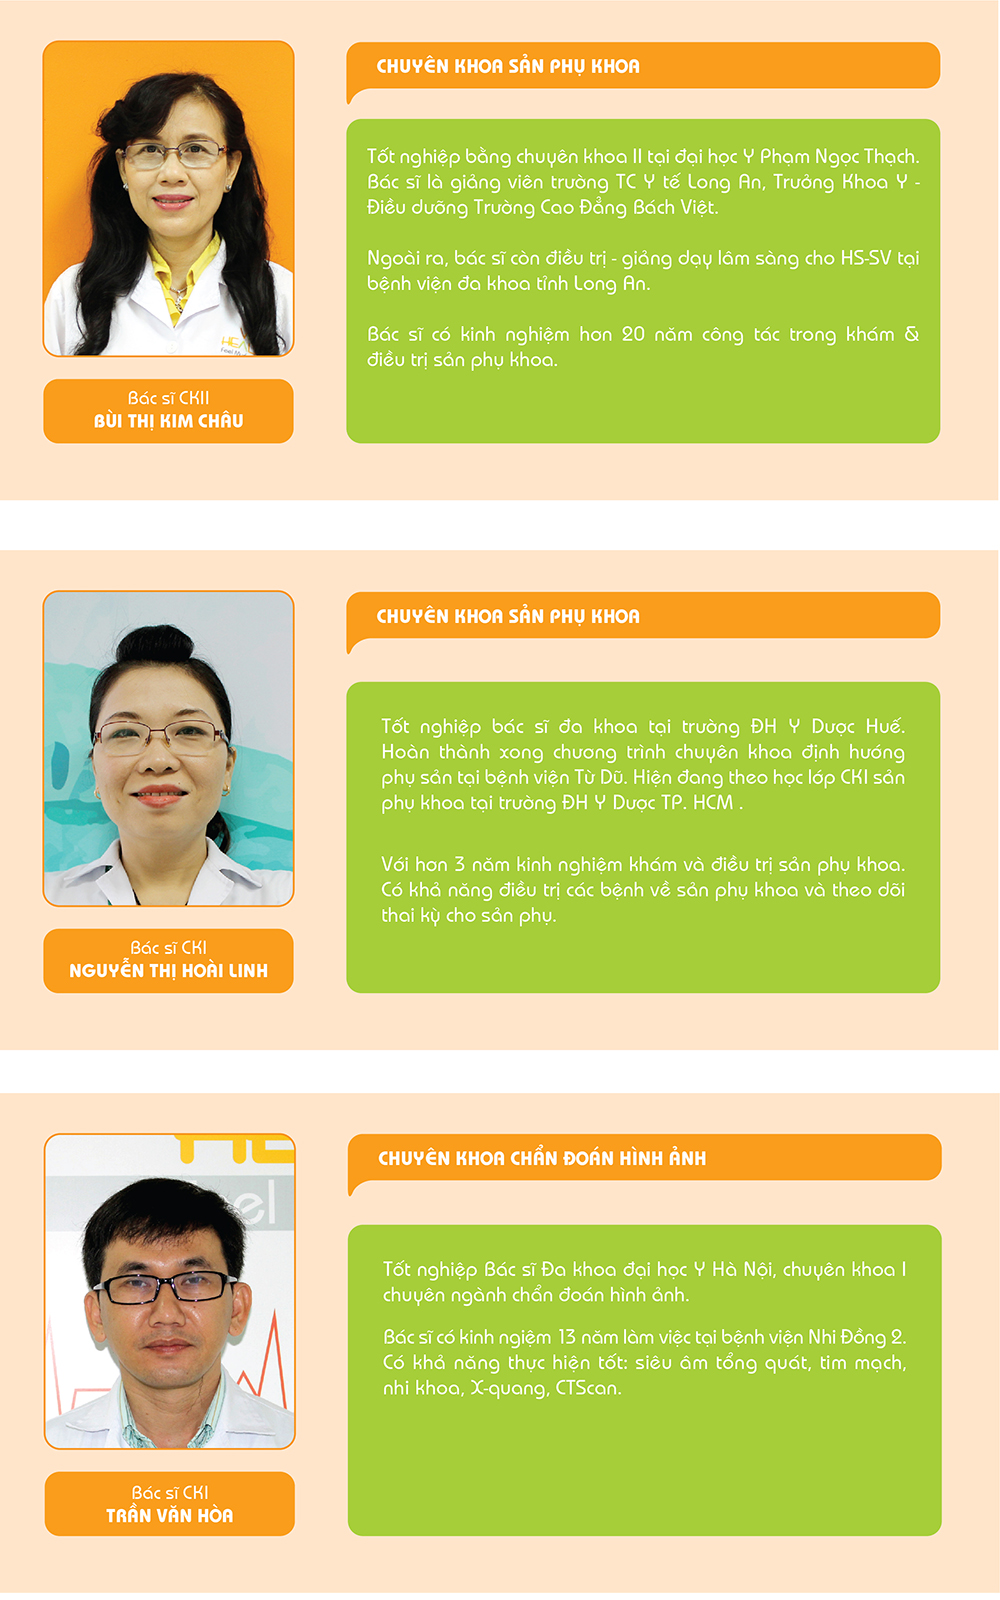 CHUYÊN KHOA SẢN PHỤ KHOA
Tốt nghiệp bằng chuyên khoa II tại đại học Y Phạm Ngọc Thạch.
Bác sĩ là giảng viên trường TC Y tế Long An, Trưởng Khoa Y -
Điều dưỡng Trường Cao Đẳng Bách Việt.
Ngoài ra, bác sĩ còn điều trị - giảng dạy lâm sàng cho HS-SV tại
bệnh viện đa khoa tỉnh Long An.
Bác sĩ có kinh nghiệm hơn 20 năm công tác trong khám &
điều trị sản phụ khoa.
Bác sĩ CKII
BÙI THỊ KIM CHÂU
CHUYÊN KHOA SẢN PHỤ KHOA
Tốt nghiệp bác sĩ đa khoa tại trường ĐH Y Dược Huế.
Hoàn thành xong chương trình chuyên khoa định hướng
phụ sản tại bệnh viện Từ Dũ. Hiện đang theo học lớp CKI sản
phụ khoa tại trường ĐH Y Dược TP. HCM .
Với hơn 3 năm kinh nghiệm khám và điều trị sản phụ khoa.
Có khả năng điều trị các bệnh về sản phụ khoa và theo dõi
thai kỳ cho sản phụ.
Bác sĩ CKI
NGUYỄN THỊ HOÀI LINH
CHUYÊN KHOA CHẨN ĐOÁN HÌNH ẢNH
Tốt nghiệp Bác sĩ Đa khoa đại học Y Hà Nội, chuyên khoa I
chuyên ngành chẩn đoán hình ảnh.
Bác sĩ có kinh ngiệm 13 năm làm việc tại bệnh viện Nhi Đồng 2.
Có khả năng thực hiện tốt: siêu âm tổng quát, tim mạch,
nhi khoa, X-quang, CTScan.
Bác sĩ CKI
TRẦN VĂN HÒA